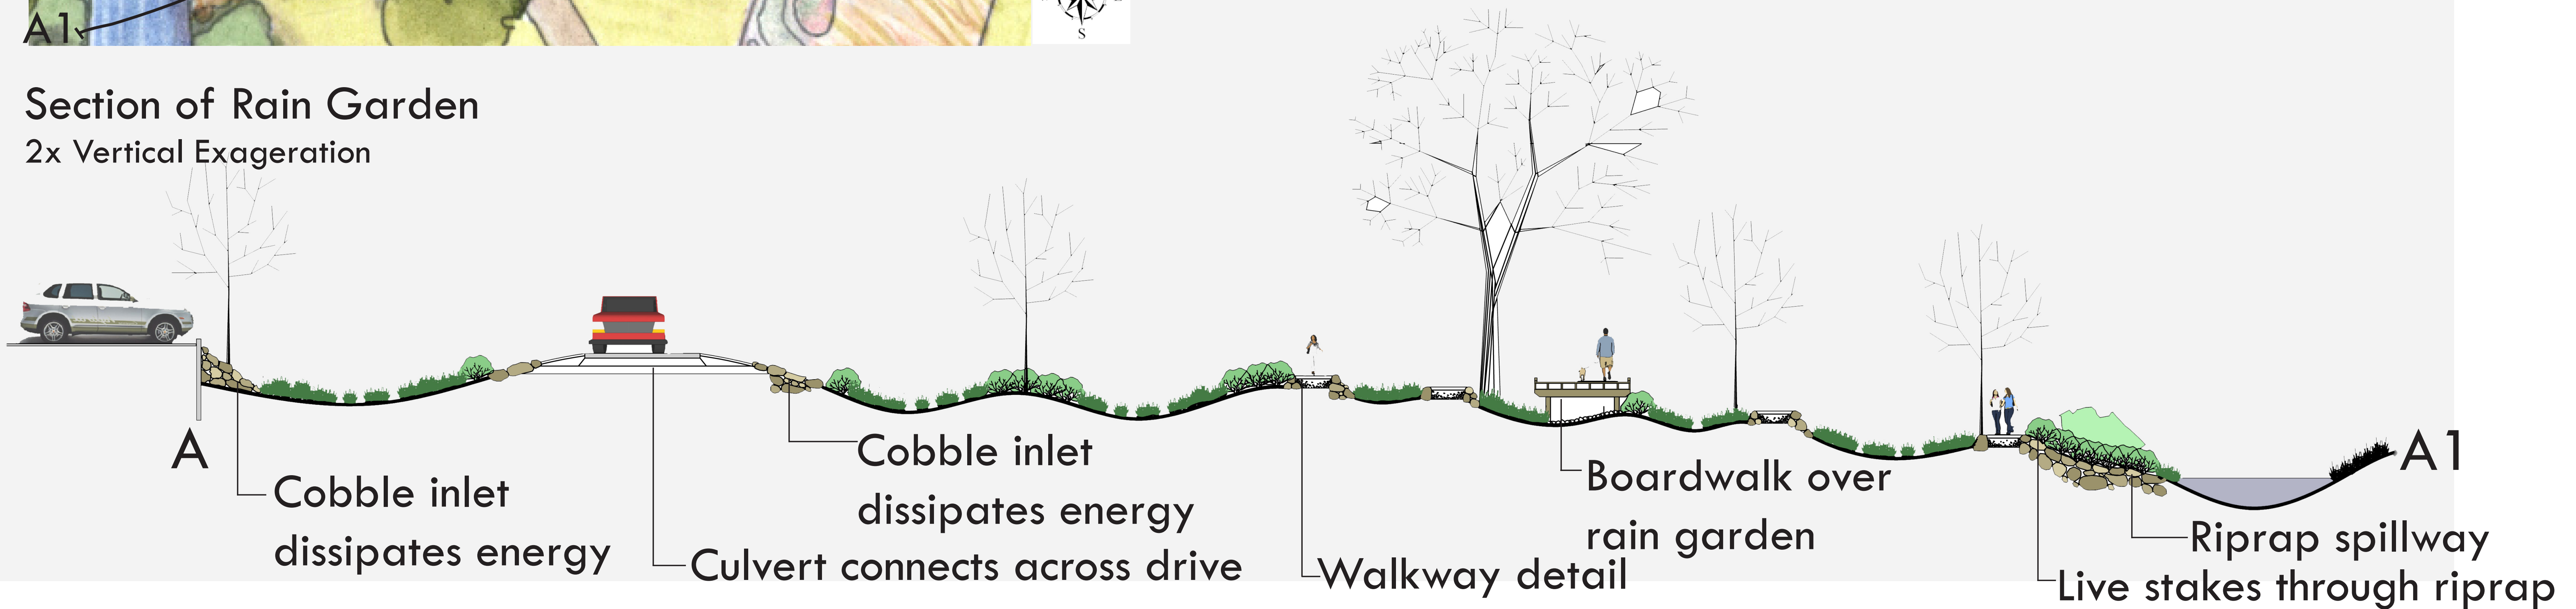 A1
S
Section of Rain Garden
2x Vertical Exageration
A
Cobble inlet
dissipates energy
Culvert connects across drive
Cobble inlet
dissipates energy
Walkway detail
Boardwalk over
rain garden
A1
Riprap spillway
Live stakes through riprap